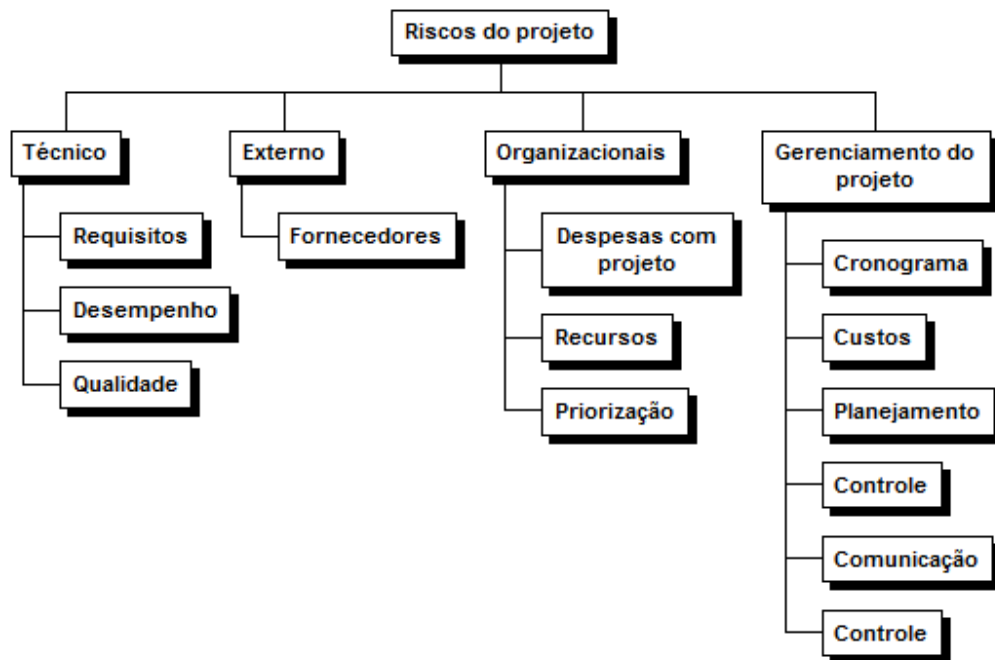 Riscos do projeto
Técnico
Requisitos
Desempenho
Qualidade
Externo
Fornecedores
Organizacionais
Despesas com
projeto
Recursos
Priorização
Gerenciamento do
projeto
Cronograma
Custos
Planejamento
Controle
Comunicação
Controle